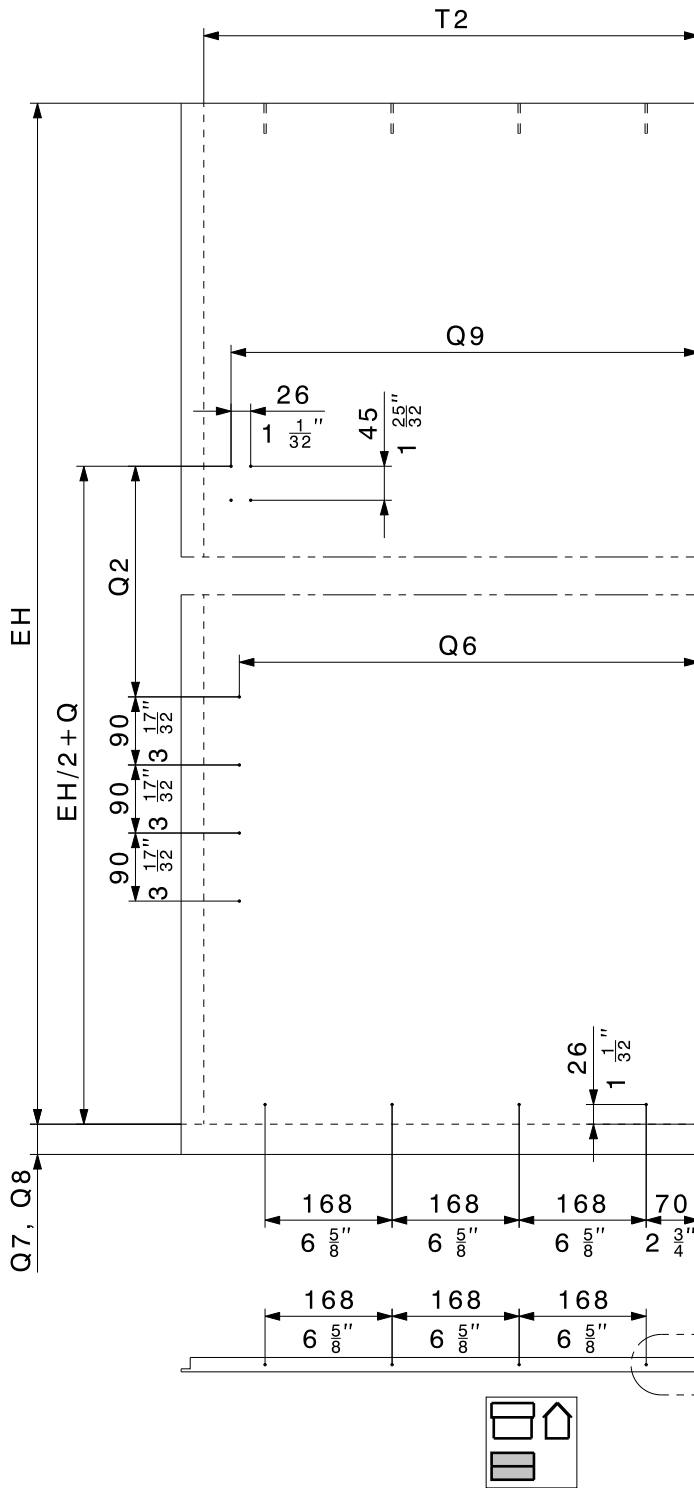 T2
Q9
26
1 1/32"
45
1 25/32"
EH
EH/2+Q
Q2
Q6
90
3 17/32"
90
3 17/32"
90
3 17/32"
26
1 1/32"
Q7, Q8
168 168 168 70
6 5/8" 6 5/8" 6 5/8" 2 3/4"
168 168 168
6 5/8" 6 5/8" 6 5/8"